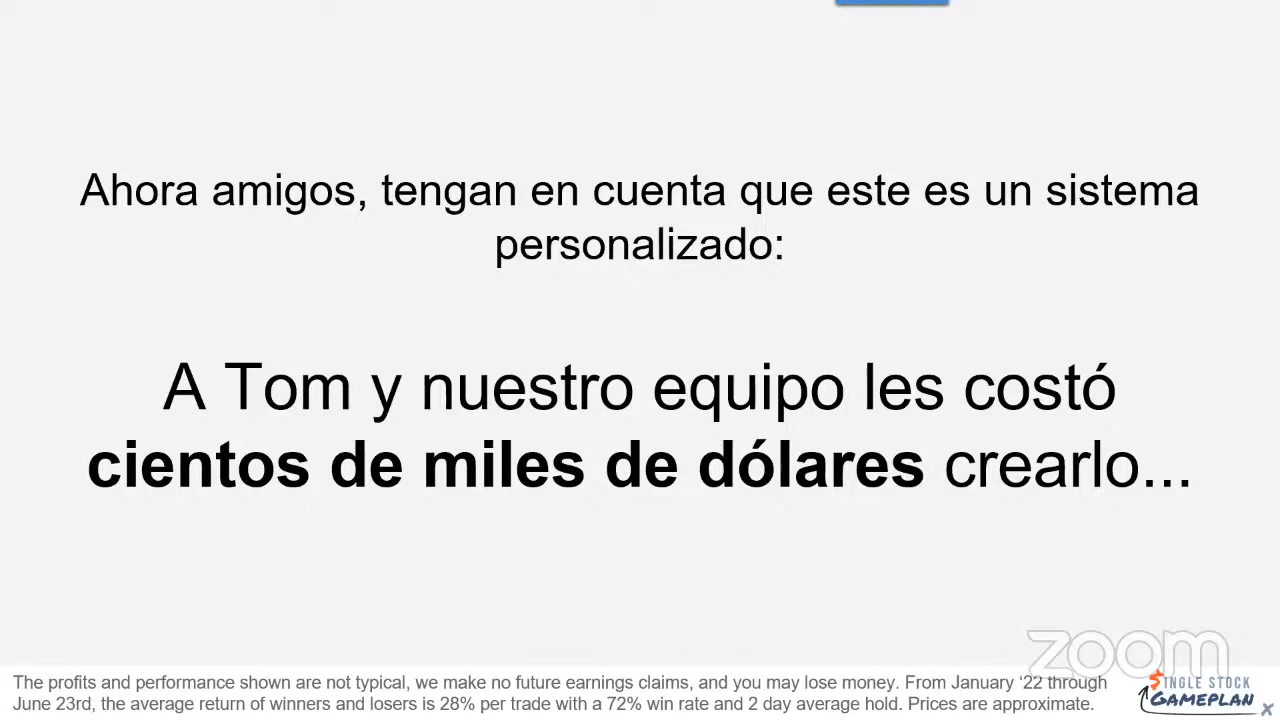 Ahora amigos, tengan en cuenta que este es un sistema
personalizado:
A Tom y nuestro equipo les costó
cientos de miles de dólares crearlo...
zoom
The profits and performance shown are not typical, we make no future earnings claims, and you may lose money. From January ‘22 through
June 23rd, the average return of winners and losers is 28% per trade with a 72% win rate and 2 day average hold. Prices are approximate.
$INGLE STOCK
GAMEPLAN
x